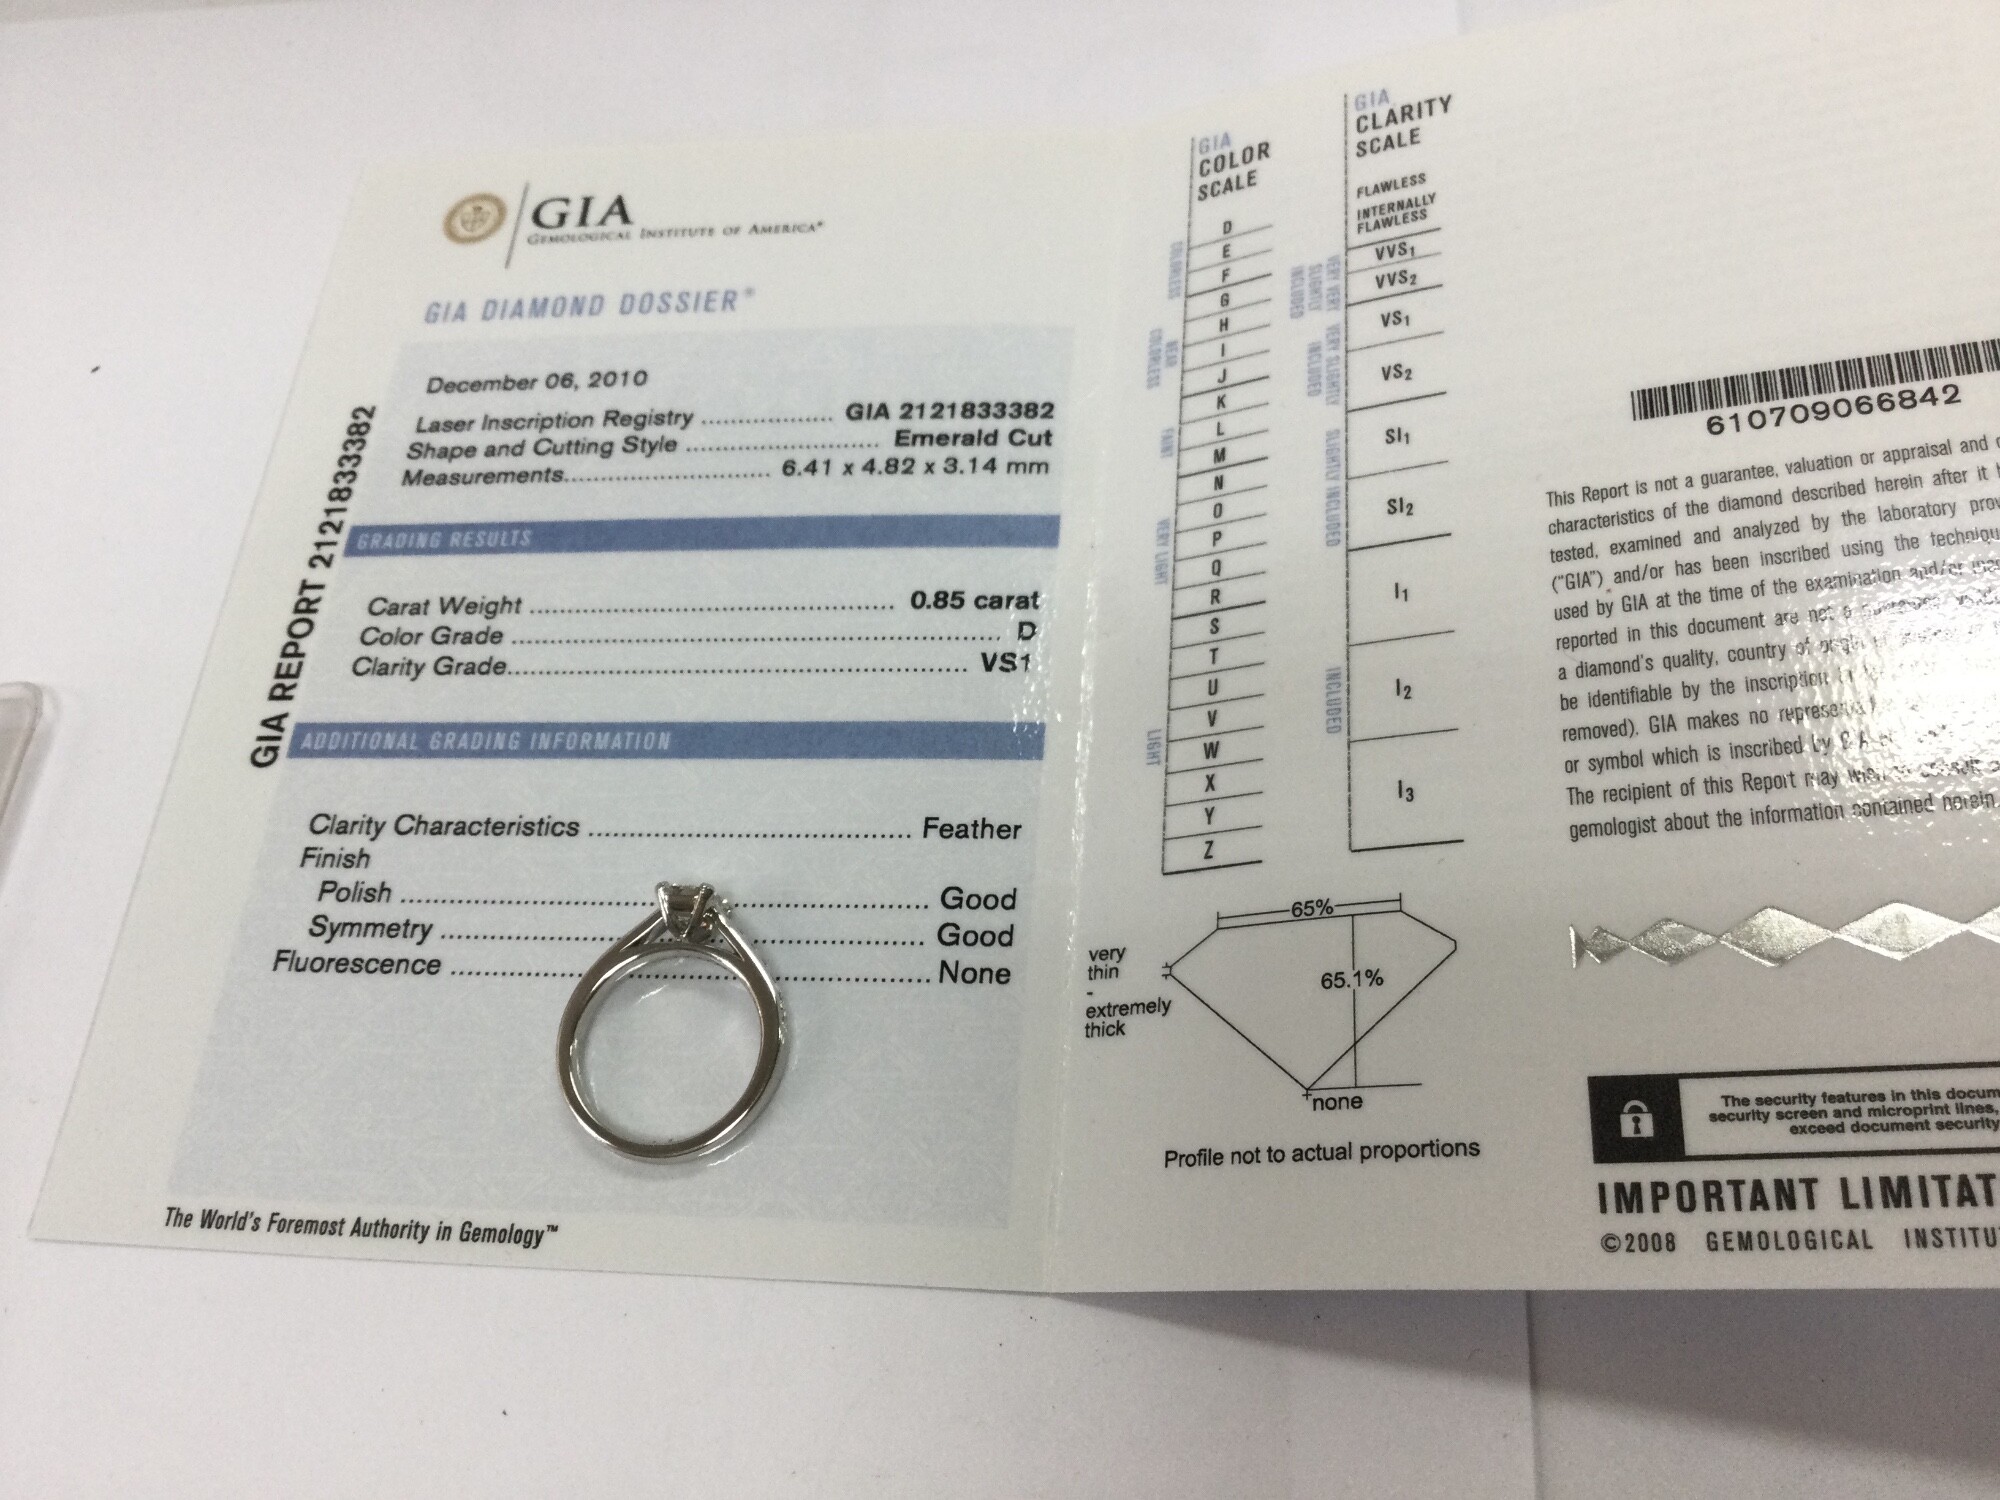 GIA
GEMOLOGICAL INSTITUTE OF AMERICA®
GIA DIAMOND DOSSIER®
GIA REPORT 2121833382
December 06, 2010
Laser Inscription Registry .............. GIA 2121833382
Shape and Cutting Style .................... Emerald Cut
Measurements.......................... 6.41 x 4.82 x 3.14 mm
GRADING RESULTS
Carat Weight ........................................ 0.85 carat
Color Grade ..................................................... D
Clarity Grade................................................. VS1
ADDITIONAL GRADING INFORMATION
Clarity Characteristics .................................. Feather
Finish
Polish ........................................................ Good
Symmetry .................................................. Good
Fluorescence ................................................ None
The World's Foremost Authority in Gemology™
GIA
COLOR
SCALE
D
E
F
G
H
I
J
K
L
M
N
O
P
Q
R
S
T
U
V
W
X
Y
Z
COLORLESS
NEAR COLORLESS
FAINT
VERY LIGHT
LIGHT
GIA
CLARITY
SCALE
FLAWLESS
INTERNALLY
FLAWLESS
VVS1
VVS2
VS1
VS2
SI1
SI2
I1
I2
I3
VERY VERY SLIGHTLY INCLUDED
VERY SLIGHTLY INCLUDED
SLIGHTLY INCLUDED
INCLUDED
65%
65.1%
very
thin
-
extremely
thick
none
Profile not to actual proportions
610709066842
This Report is not a guarantee, valuation or appraisal and
characteristics of the diamond described herein after it
tested, examined and analyzed by the laboratory
("GIA") and/or has been inscribed using the
used by GIA at the time of the examination and/or
reported in this document are not a
a diamond's quality, country of origin
be identifiable by the inscription
removed). GIA makes no
or symbol which is inscribed by
The recipient of this Report may
gemologist about the information contained herein.
The security features in this
security screen and microprint lines,
exceed document security
IMPORTANT
©2008 GEMOLOGICAL